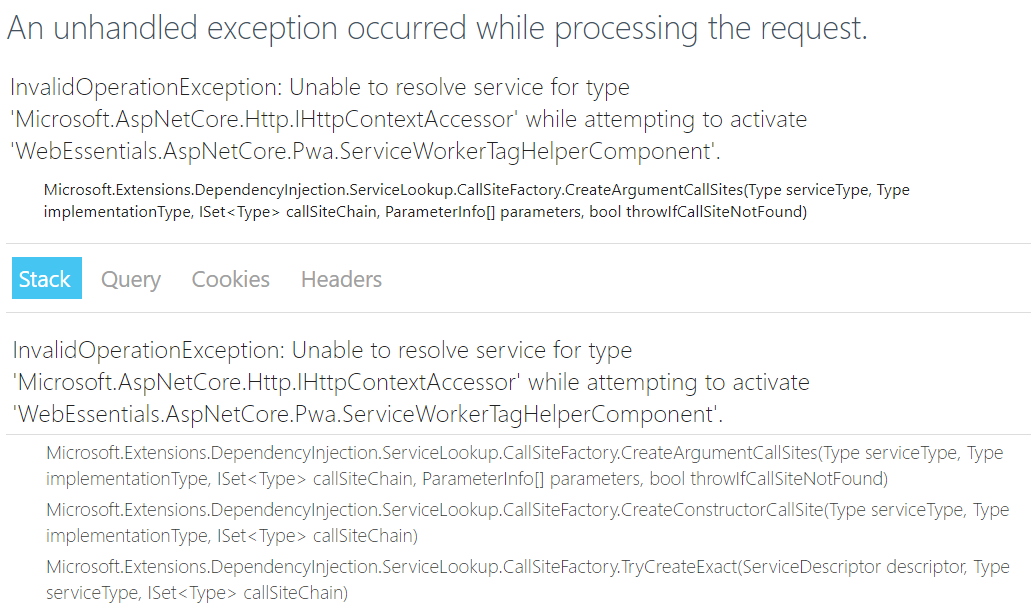 An unhandled exception occurred while processing the request.
InvalidOperationException: Unable to resolve service for type
'Microsoft.AspNetCore.Http.IHttpContextAccessor' while attempting to activate
'WebEssentials.AspNetCore.Pwa.ServiceWorkerTagHelperComponent'.
Microsoft.Extensions.DependencyInjection.ServiceLookup.CallSiteFactory.CreateArgumentCallSites(Type serviceType, Type
implementationType, ISet<Type> callSiteChain, ParameterInfo[] parameters, bool throwIfCallSiteNotFound)
Stack Query Cookies Headers
InvalidOperationException: Unable to resolve service for type
'Microsoft.AspNetCore.Http.IHttpContextAccessor' while attempting to activate
'WebEssentials.AspNetCore.Pwa.ServiceWorkerTagHelperComponent'.
Microsoft.Extensions.DependencyInjection.ServiceLookup.CallSiteFactory.CreateArgumentCallSites(Type serviceType, Type
implementationType, ISet<Type> callSiteChain, ParameterInfo[] parameters, bool throwIfCallSiteNotFound)
Microsoft.Extensions.DependencyInjection.ServiceLookup.CallSiteFactory.CreateConstructorCallSite(Type serviceType, Type
implementationType, ISet<Type> callSiteChain)
Microsoft.Extensions.DependencyInjection.ServiceLookup.CallSiteFactory.TryCreateExact(ServiceDescriptor descriptor, Type
serviceType, ISet<Type> callSiteChain)